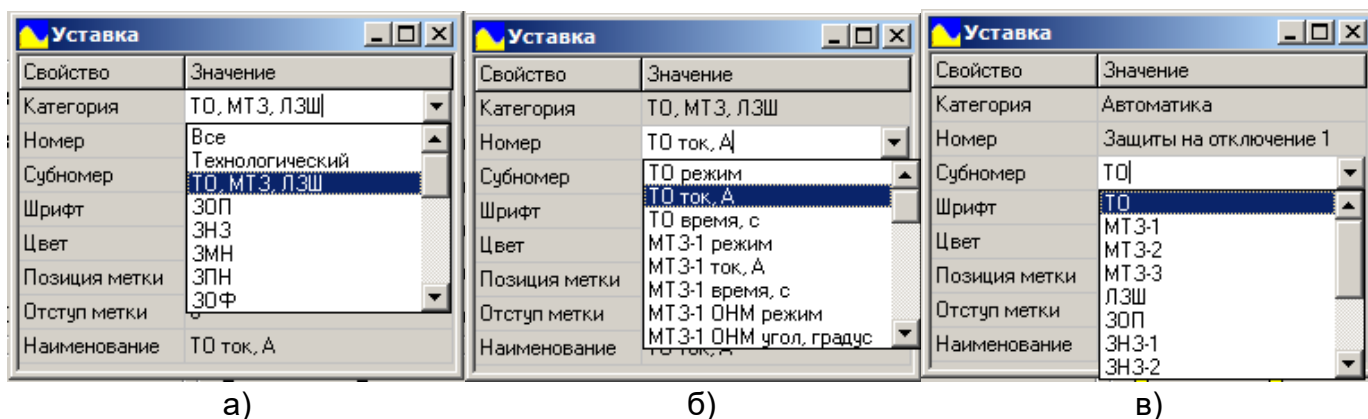 Уставка
Свойство Значение
Категория ТО, МТЗ, ЛЗШ
Номер Все
Технологический
Субномер ТО, МТЗ, ЛЗШ
Шрифт ЗОП
ЗНЗ
Цвет ЗМН
Позиция метки ЗПН
ЗОФ
Отступ метки
Наименование ТО ток, А
а)
Уставка
Свойство Значение
Категория ТО, МТЗ, ЛЗШ
Номер ТО ток, А
Субномер ТО режим
ТО ток, А
Шрифт ТО время, с
МТЗ-1 режим
Цвет МТЗ-1 ток, А
Позиция метки МТЗ-1 время, с
Отступ метки МТЗ-1 ОНМ режим
МТЗ-1 ОНМ угол, градус
Наименование
б)
Уставка
Свойство Значение
Категория Автоматика
Номер Защиты на отключение 1
Субномер ТО
Шрифт ТО
МТЗ-1
Цвет МТЗ-2
Позиция метки МТЗ-3
ЛЗШ
Отступ метки ЗОП
Наименование ЗНЗ-1
ЗНЗ-2
в)